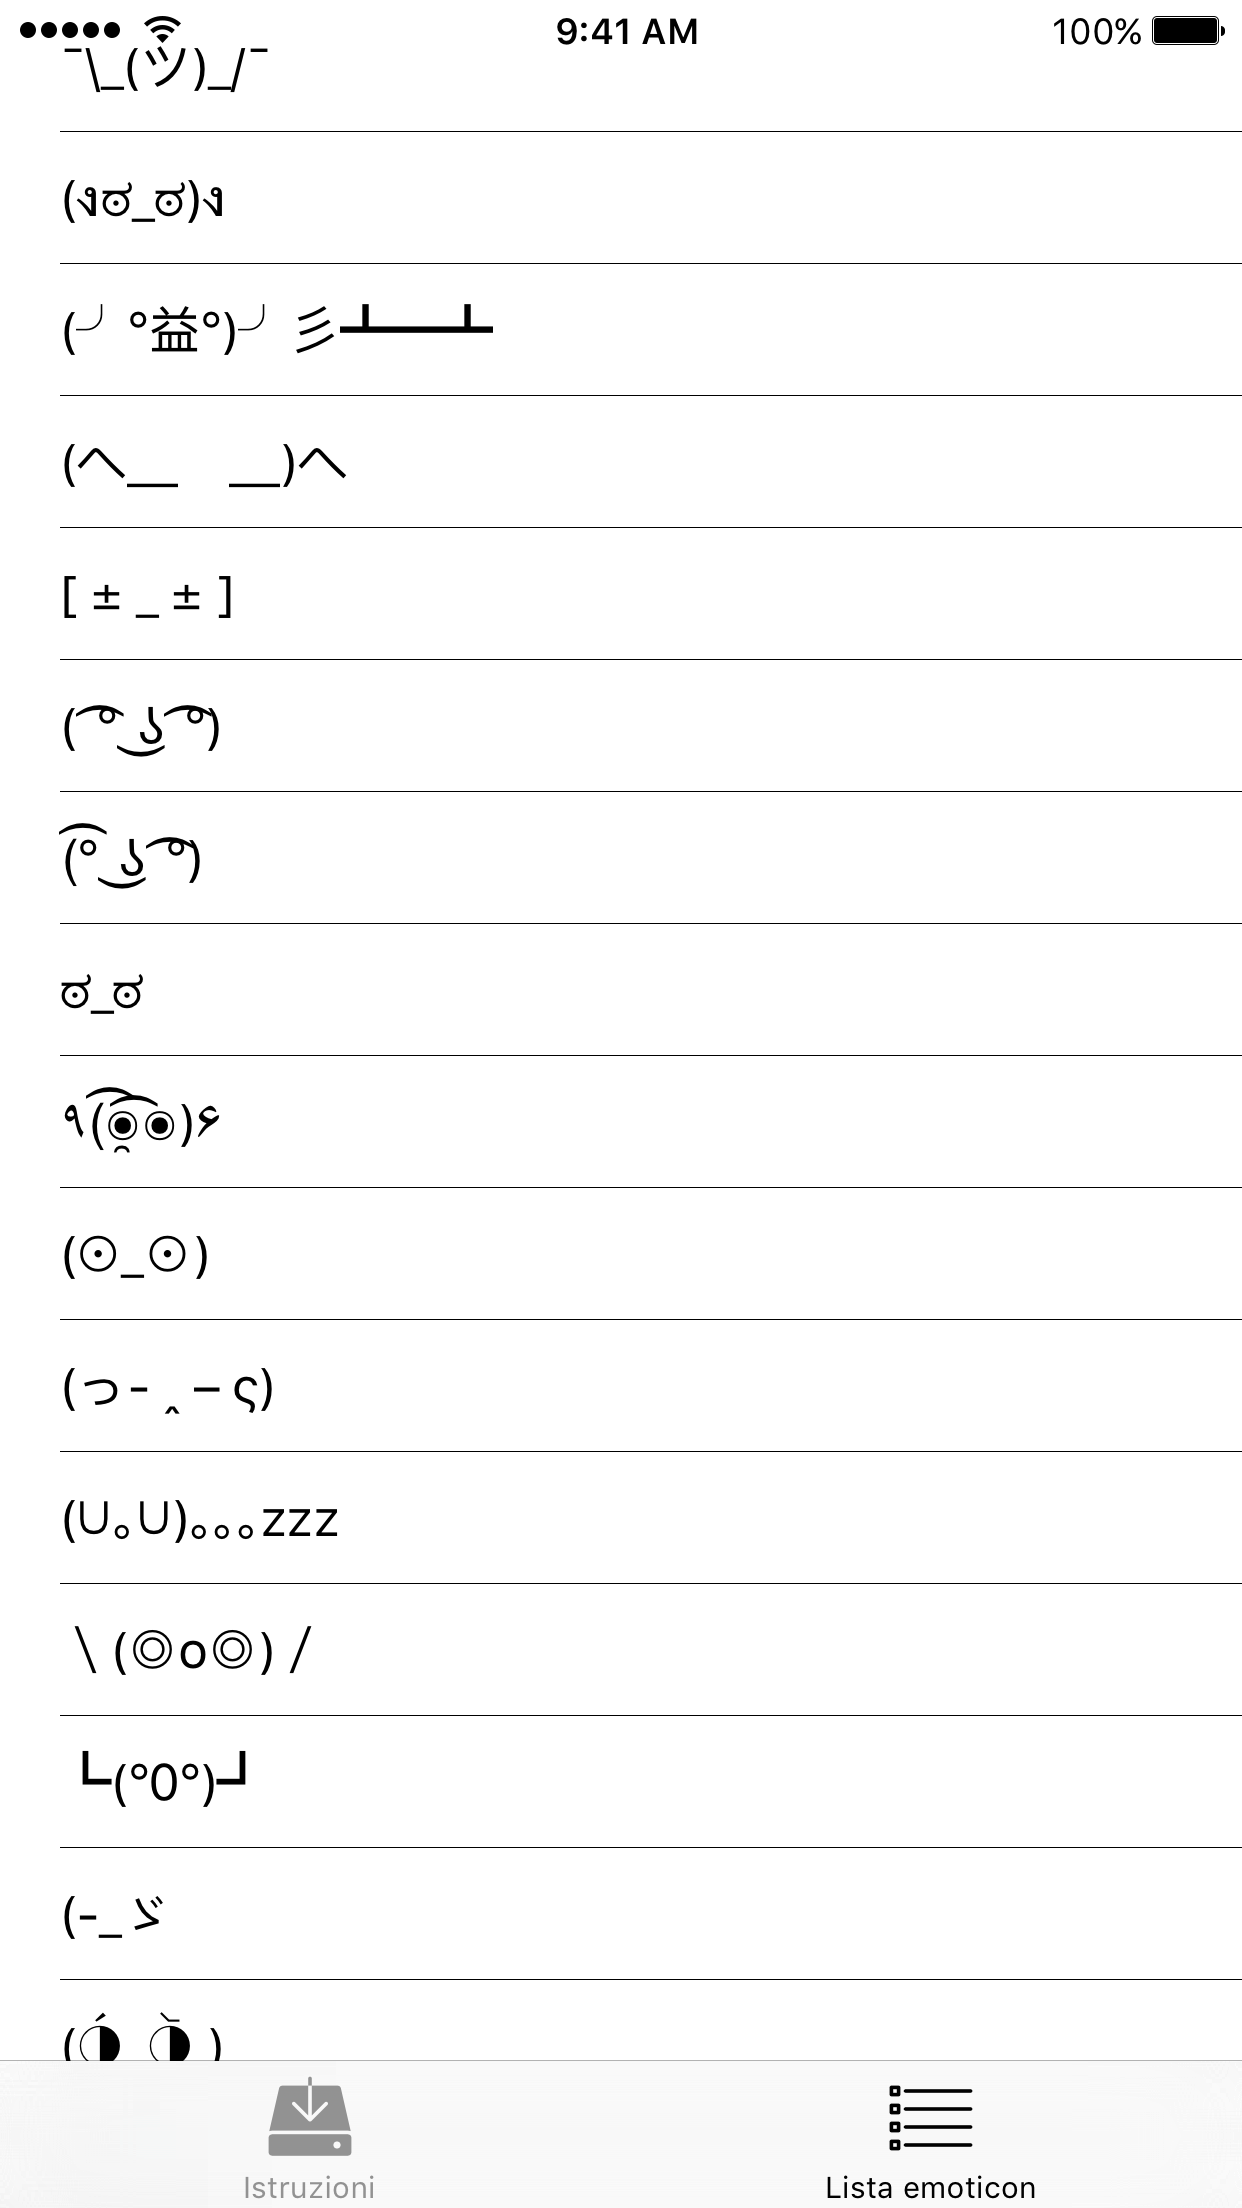 9:41 AM 100%
¯\_(ツ)_/¯
(ง ಠ_ಠ)ง
(╯°益°)╯彡┻━┻
(ヘ__ __)ヘ
[ ± _ ± ]
( ͡° ͜ʖ ͡°)
(͡° ͜ʖ ͡°)
ಠ_ಠ
٩(͡๏̯͡๏)۶
(⊙_⊙)
(っ- ‸ – ς)
(∪｡∪)｡｡｡zzz
＼(◎o◎)／
┗(°0°)┛
(-_ゞ
(◑ ◑ )
Istruzioni
Lista emoticon